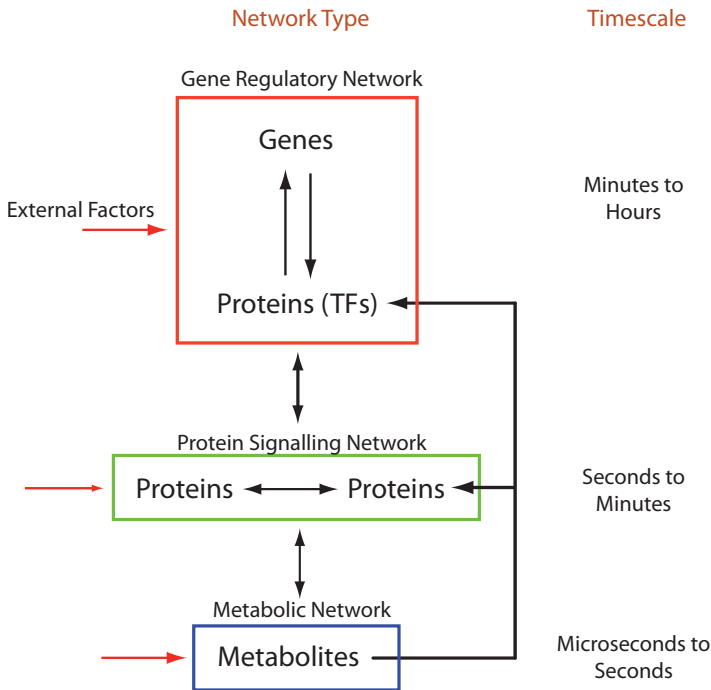 Network Type
Timescale
Gene Regulatory Network
Genes
External Factors
Minutes to
Hours
Proteins (TFs)
Protein Signalling Network
Proteins
Proteins
Seconds to
Minutes
Metabolic Network
Metabolites
Microseconds to
Seconds